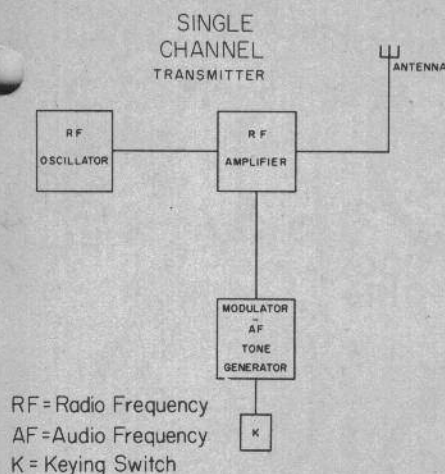 SINGLE
CHANNEL
TRANSMITTER
ANTENNA
RF
OSCILLATOR
RF
AMPLIFIER
MODULATOR
-
AF
TONE
GENERATOR
K
RF=Radio Frequency
AF=Audio Frequency
K=Keying Switch